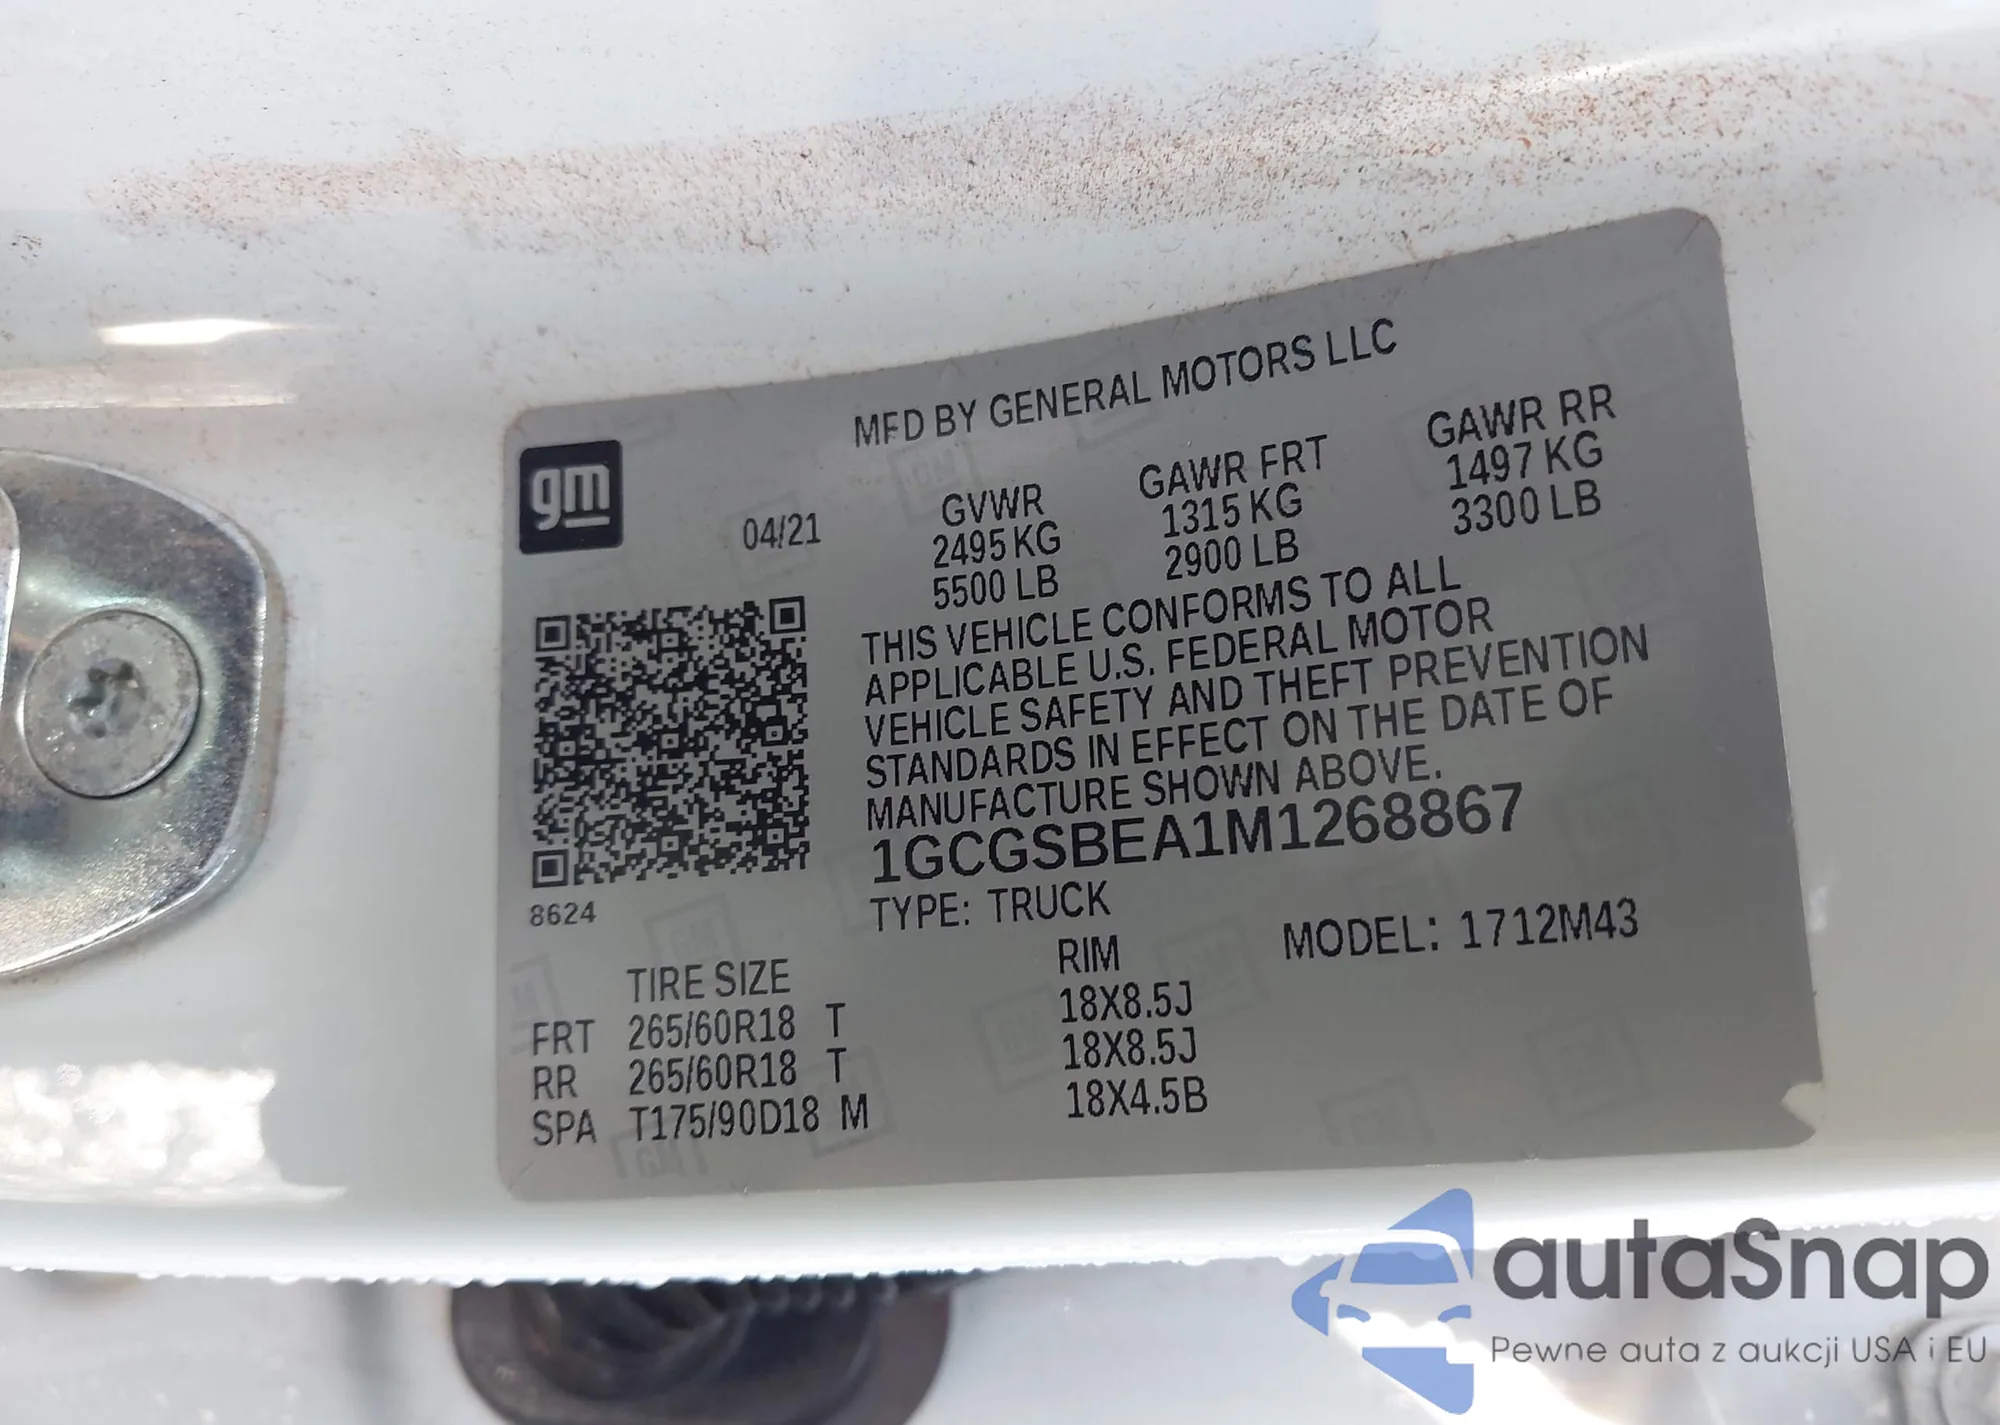 MFD BY GENERAL MOTORS LLC
gm
04/21
GVWR GAWR FRT GAWR RR
2495 KG 1315 KG 1497 KG
5500 LB 2900 LB 3300 LB
THIS VEHICLE CONFORMS TO ALL
APPLICABLE U.S. FEDERAL MOTOR
VEHICLE SAFETY AND THEFT PREVENTION
STANDARDS IN EFFECT ON THE DATE OF
MANUFACTURE SHOWN ABOVE.
1GCGSBEA1M1268867
8624
TYPE: TRUCK MODEL: 1712M43
TIRE SIZE RIM
FRT 265/60R18 T 18X8.5J
RR 265/60R18 T 18X8.5J
SPA T175/90D18 M 18X4.5B
autaSnap
Pewne auta z aukcji USA i EU